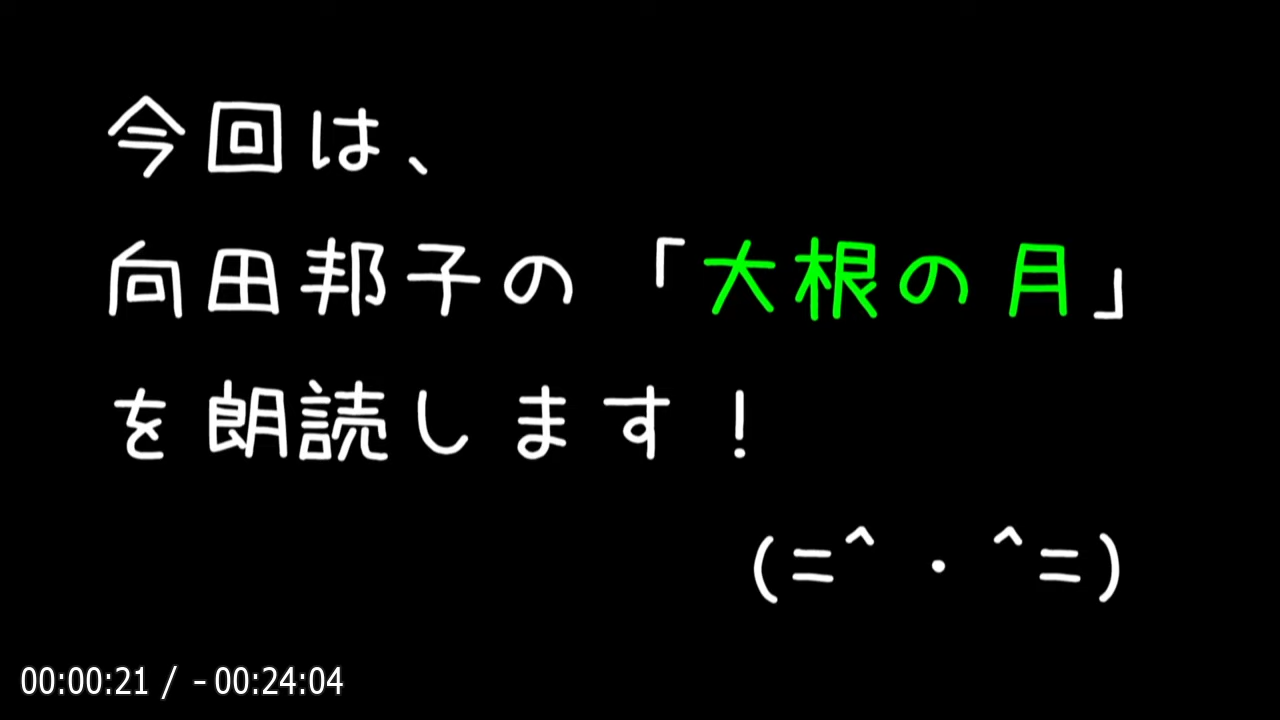 今回は、
向田邦子の「大根の月」
を朗読します！
(=^・^=)
00:00:21 / -00:24:04